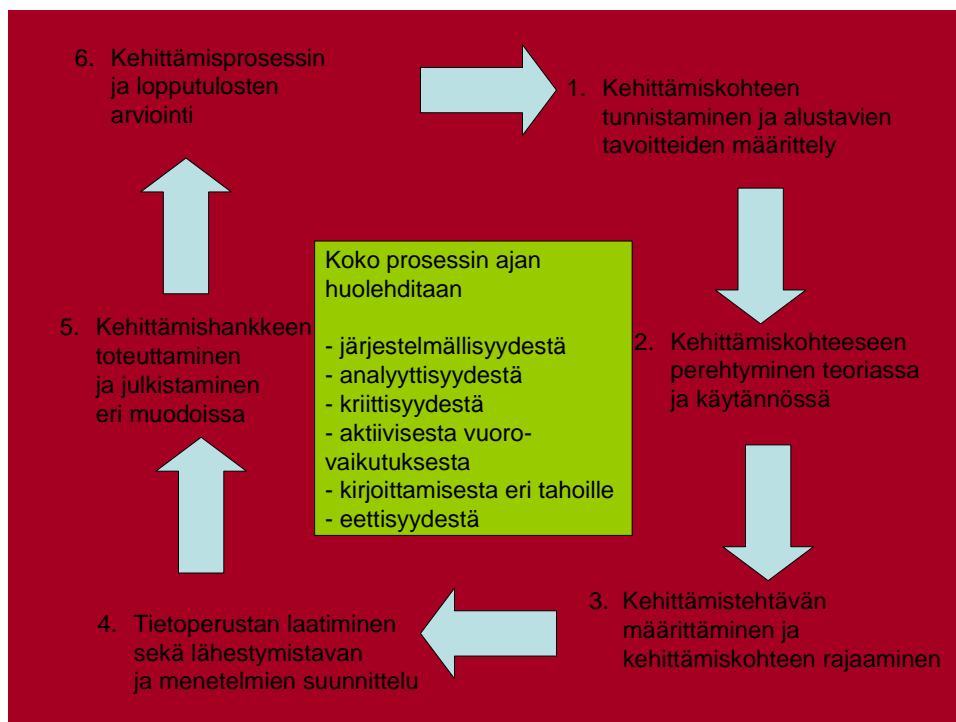 6. Kehittämisprosessin
ja lopputulosten
arviointi
1. Kehittämiskohteen
tunnistaminen ja alustavien
tavoitteiden määrittely
Koko prosessin ajan
huolehditaan
- järjestelmällisyydestä
- analyyttisyydestä
- kriittisyydestä
- aktiivisesta vuoro-
vaikutuksesta
- kirjoittamisesta eri tahoille
- eettisyydestä
5. Kehittämishankkeen
toteuttaminen
ja julkistaminen
eri muodoissa
2. Kehittämiskohteeseen
perehtyminen teoriassa
ja käytännössä
4. Tietoperustan laatiminen
sekä lähestymistavan
ja menetelmien suunnittelu
3. Kehittämistehtävän
määrittäminen ja
kehittämiskohteen rajaaminen